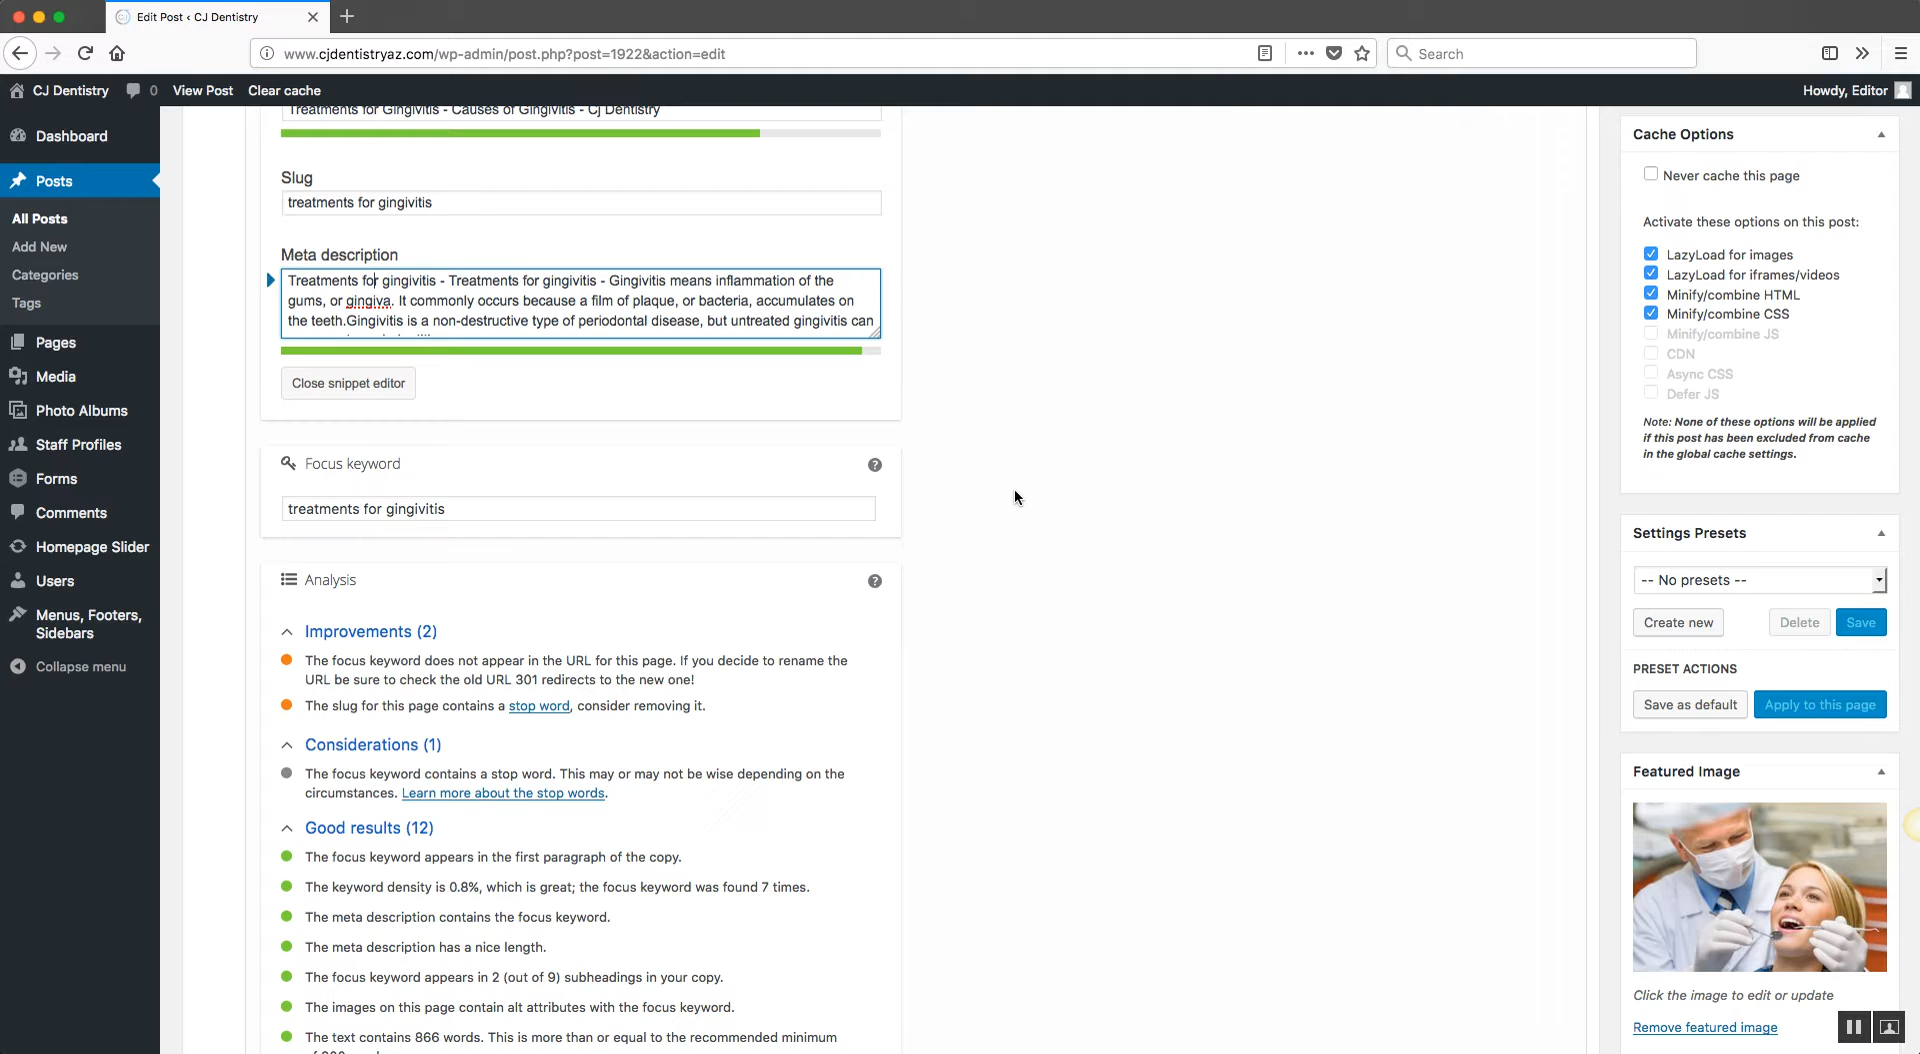 Edit Post ‹ CJ Dentistry
www.cjdentistryaz.com/wp-admin/post.php?post=1922&action=edit
Search
CJ Dentistry
0
View Post
Clear cache
Howdy, Editor
Dashboard
Posts
All Posts
Add New
Categories
Tags
Pages
Media
Photo Albums
Staff Profiles
Forms
Comments
Homepage Slider
Users
Menus, Footers,
Sidebars
Collapse menu
Treatments for Gingivitis - Causes of Gingivitis - Cj Dentistry
Slug
treatments for gingivitis
Meta description
Treatments for gingivitis - Treatments for gingivitis - Gingivitis means inflammation of the
gums, or gingiva. It commonly occurs because a film of plaque, or bacteria, accumulates on
the teeth.Gingivitis is a non-destructive type of periodontal disease, but untreated gingivitis can
Close snippet editor
Focus keyword
treatments for gingivitis
Analysis
Improvements (2)
The focus keyword does not appear in the URL for this page. If you decide to rename the
URL be sure to check the old URL 301 redirects to the new one!
The slug for this page contains a stop word, consider removing it.
Considerations (1)
The focus keyword contains a stop word. This may or may not be wise depending on the
circumstances. Learn more about the stop words.
Good results (12)
The focus keyword appears in the first paragraph of the copy.
The keyword density is 0.8%, which is great; the focus keyword was found 7 times.
The meta description contains the focus keyword.
The meta description has a nice length.
The focus keyword appears in 2 (out of 9) subheadings in your copy.
The images on this page contain alt attributes with the focus keyword.
The text contains 866 words. This is more than or equal to the recommended minimum
Cache Options
Never cache this page
Activate these options on this post:
LazyLoad for images
LazyLoad for iframes/videos
Minify/combine HTML
Minify/combine CSS
Minify/combine JS
CDN
Async CSS
Defer JS
Note: None of these options will be applied
if this post has been excluded from cache
in the global cache settings.
Settings Presets
-- No presets --
Create new
Delete
Save
PRESET ACTIONS
Save as default
Apply to this page
Featured Image
Click the image to edit or update
Remove featured image